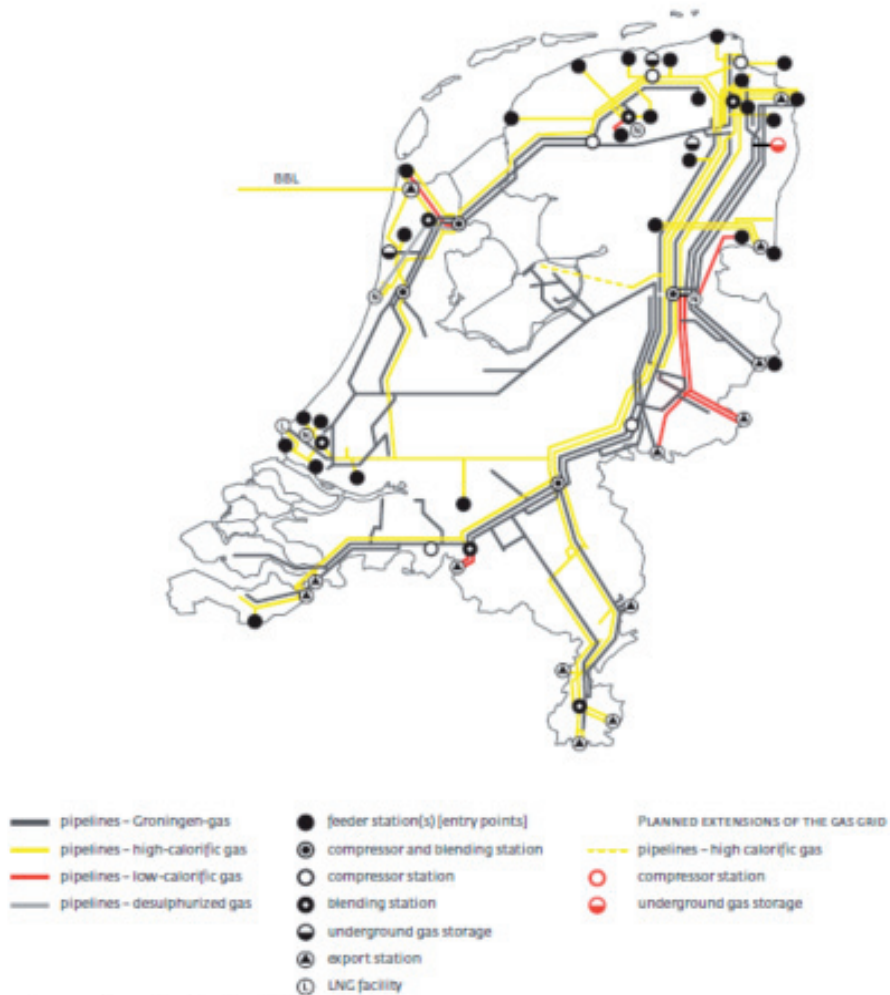 BBL
pipelines – Groningen-gas
pipelines – high-calorific gas
pipelines – low-calorific gas
pipelines – desulphurized gas
feeder station(s) [entry points]
compressor and blending station
compressor station
blending station
underground gas storage
export station
L LNG facility
PLANNED EXTENSIONS OF THE GAS GRID
pipelines – high calorific gas
compressor station
underground gas storage